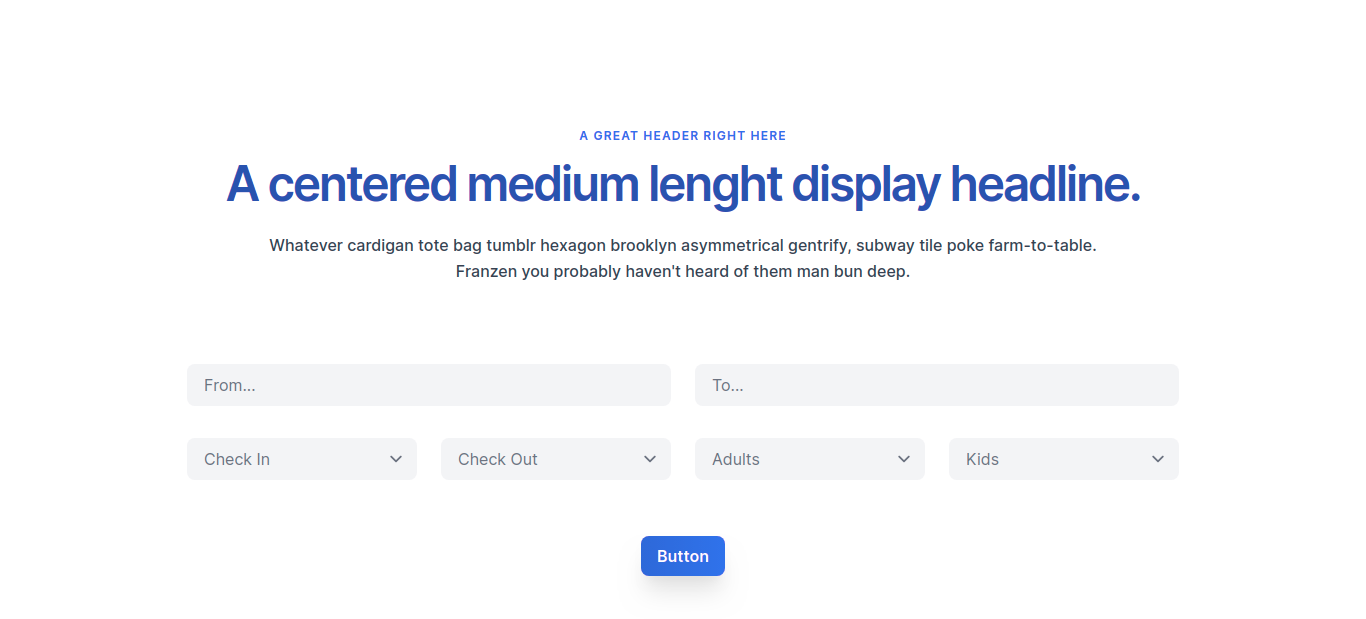 A GREAT HEADER RIGHT HERE
A centered medium lenght display headline.
Whatever cardigan tote bag tumblr hexagon brooklyn asymmetrical gentrify, subway tile poke farm-to-table.
Franzen you probably haven't heard of them man bun deep.
From... To...
Check In Check Out Adults Kids
Button